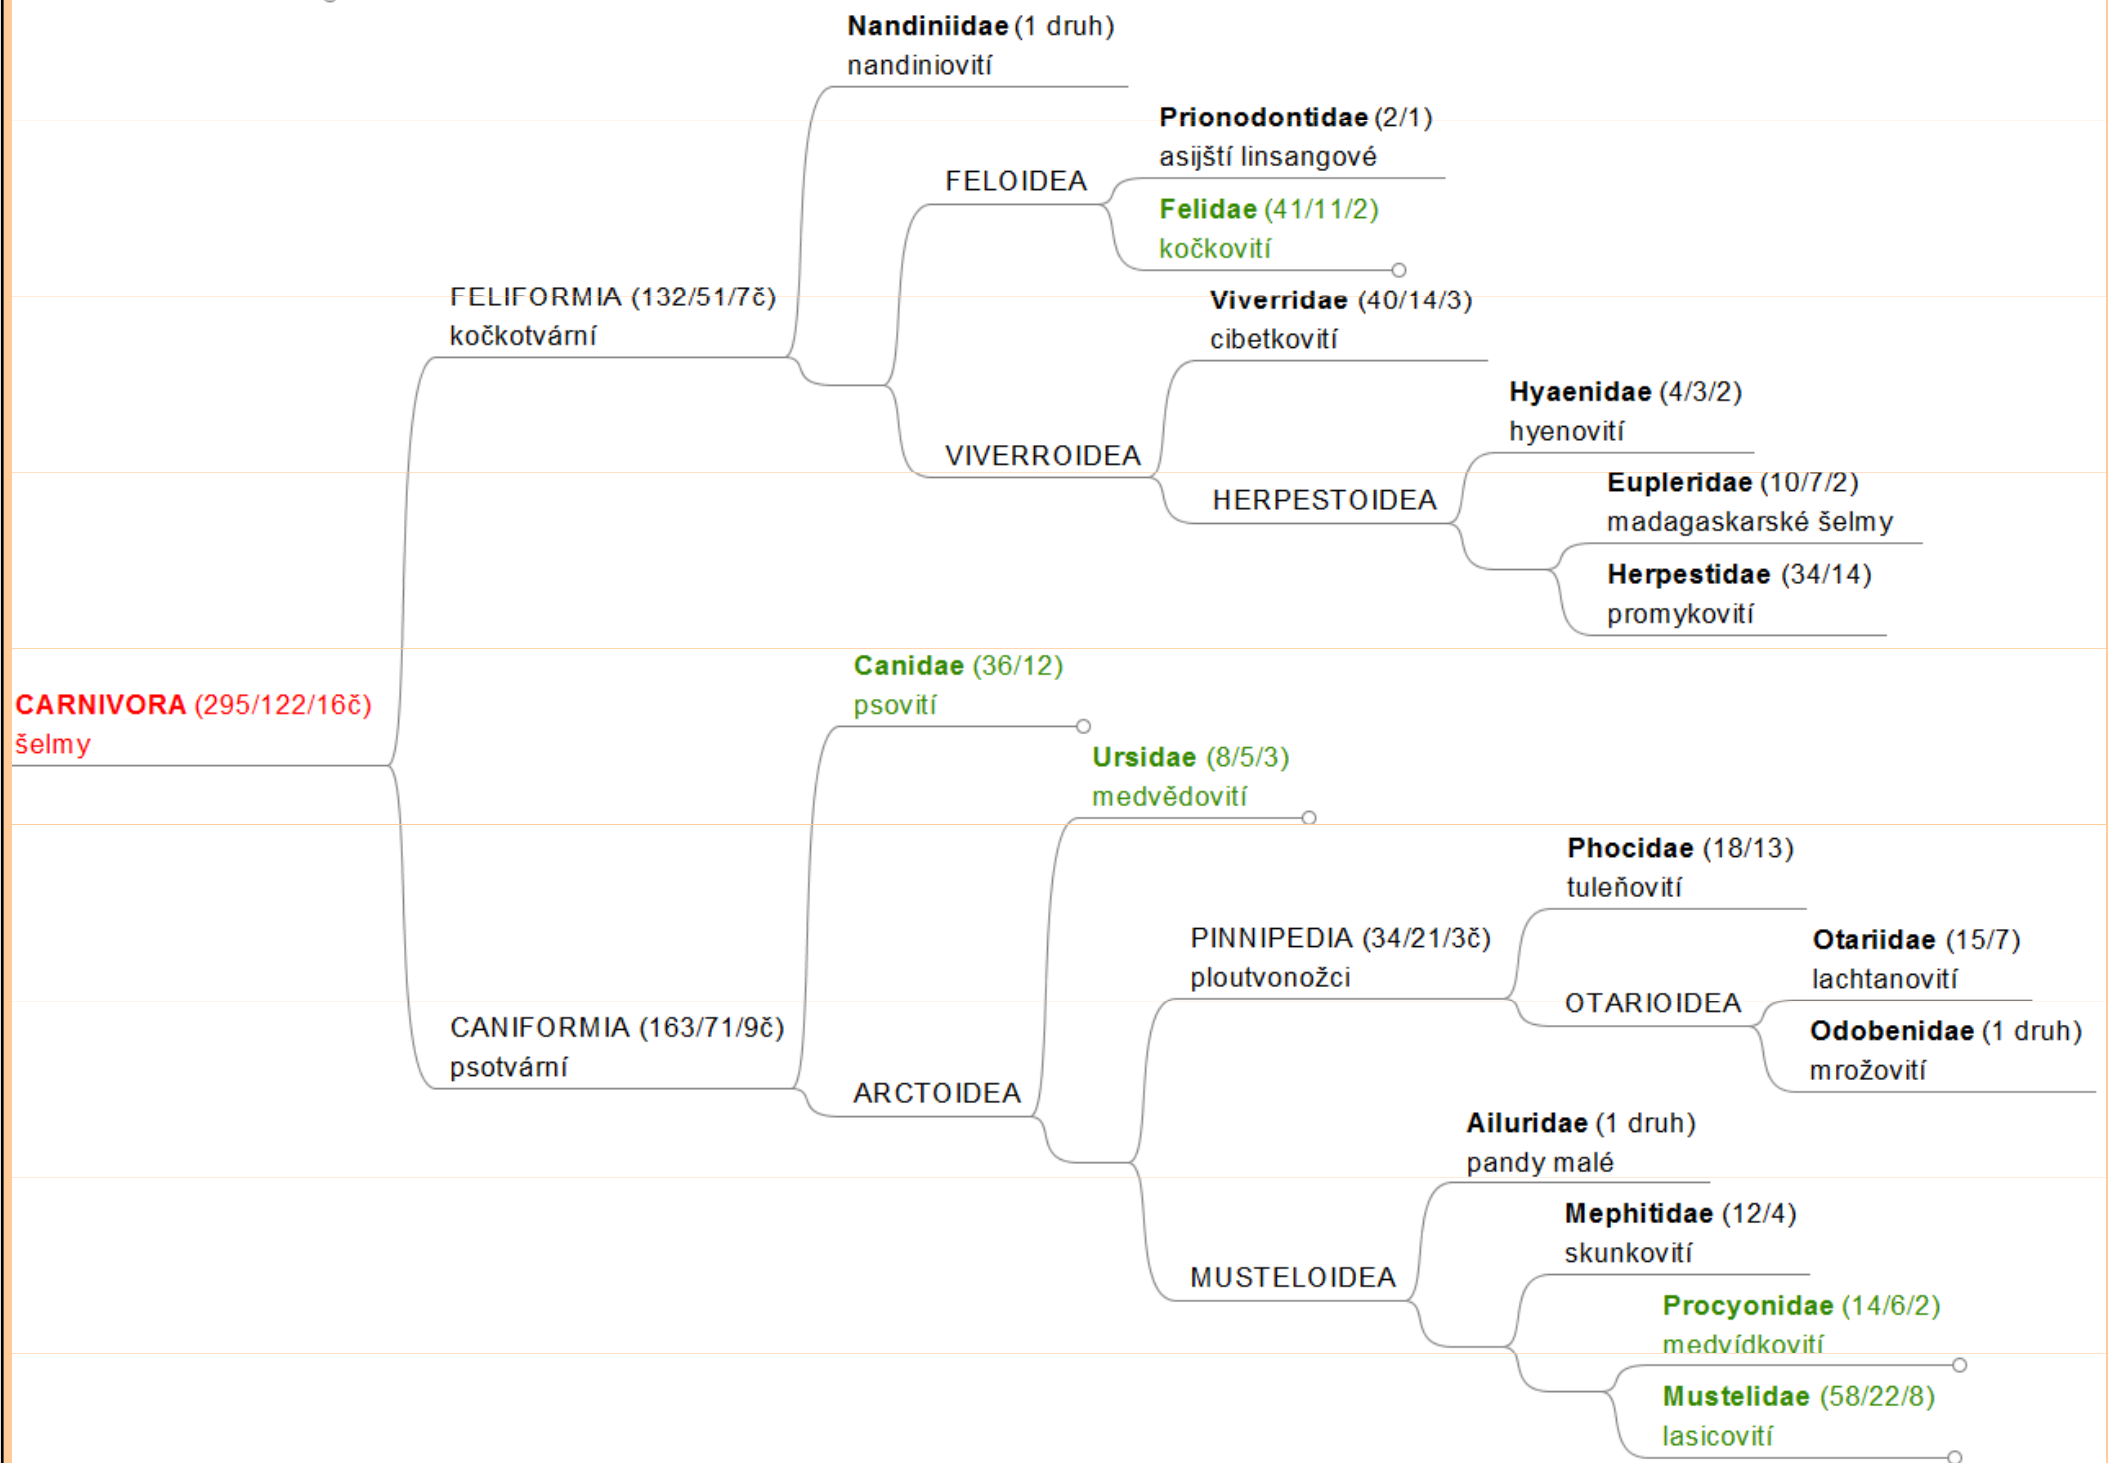 Nandiniidae (1 druh)
nandiniovití
Prionodontidae (2/1)
asijští linsangové
FELOIDEA
Felidae (41/11/2)
kočkovití
FELIFORMIA (132/51/7č)
kočkotvární
Viverridae (40/14/3)
cibetkovití
Hyaenidae (4/3/2)
hyenovití
VIVERROIDEA
HERPESTOIDEA
Eupleridae (10/7/2)
madagaskarské šelmy
Herpestidae (34/14)
promykovití
CARNIVORA (295/122/16č)
šelmy
Canidae (36/12)
psovití
Ursidae (8/5/3)
medvědovití
Phocidae (18/13)
tuleňovití
PINNIPEDIA (34/21/3č)
ploutvonožci
Otariidae (15/7)
lachtanovití
OTARIOIDEA
Odobenidae (1 druh)
mrožovití
CANIFORMIA (163/71/9č)
psotvární
ARCTOIDEA
Ailuridae (1 druh)
pandy malé
Mephitidae (12/4)
skunkovití
MUSTELOIDEA
Procyonidae (14/6/2)
medvídkovití
Mustelidae (58/22/8)
lasicovití